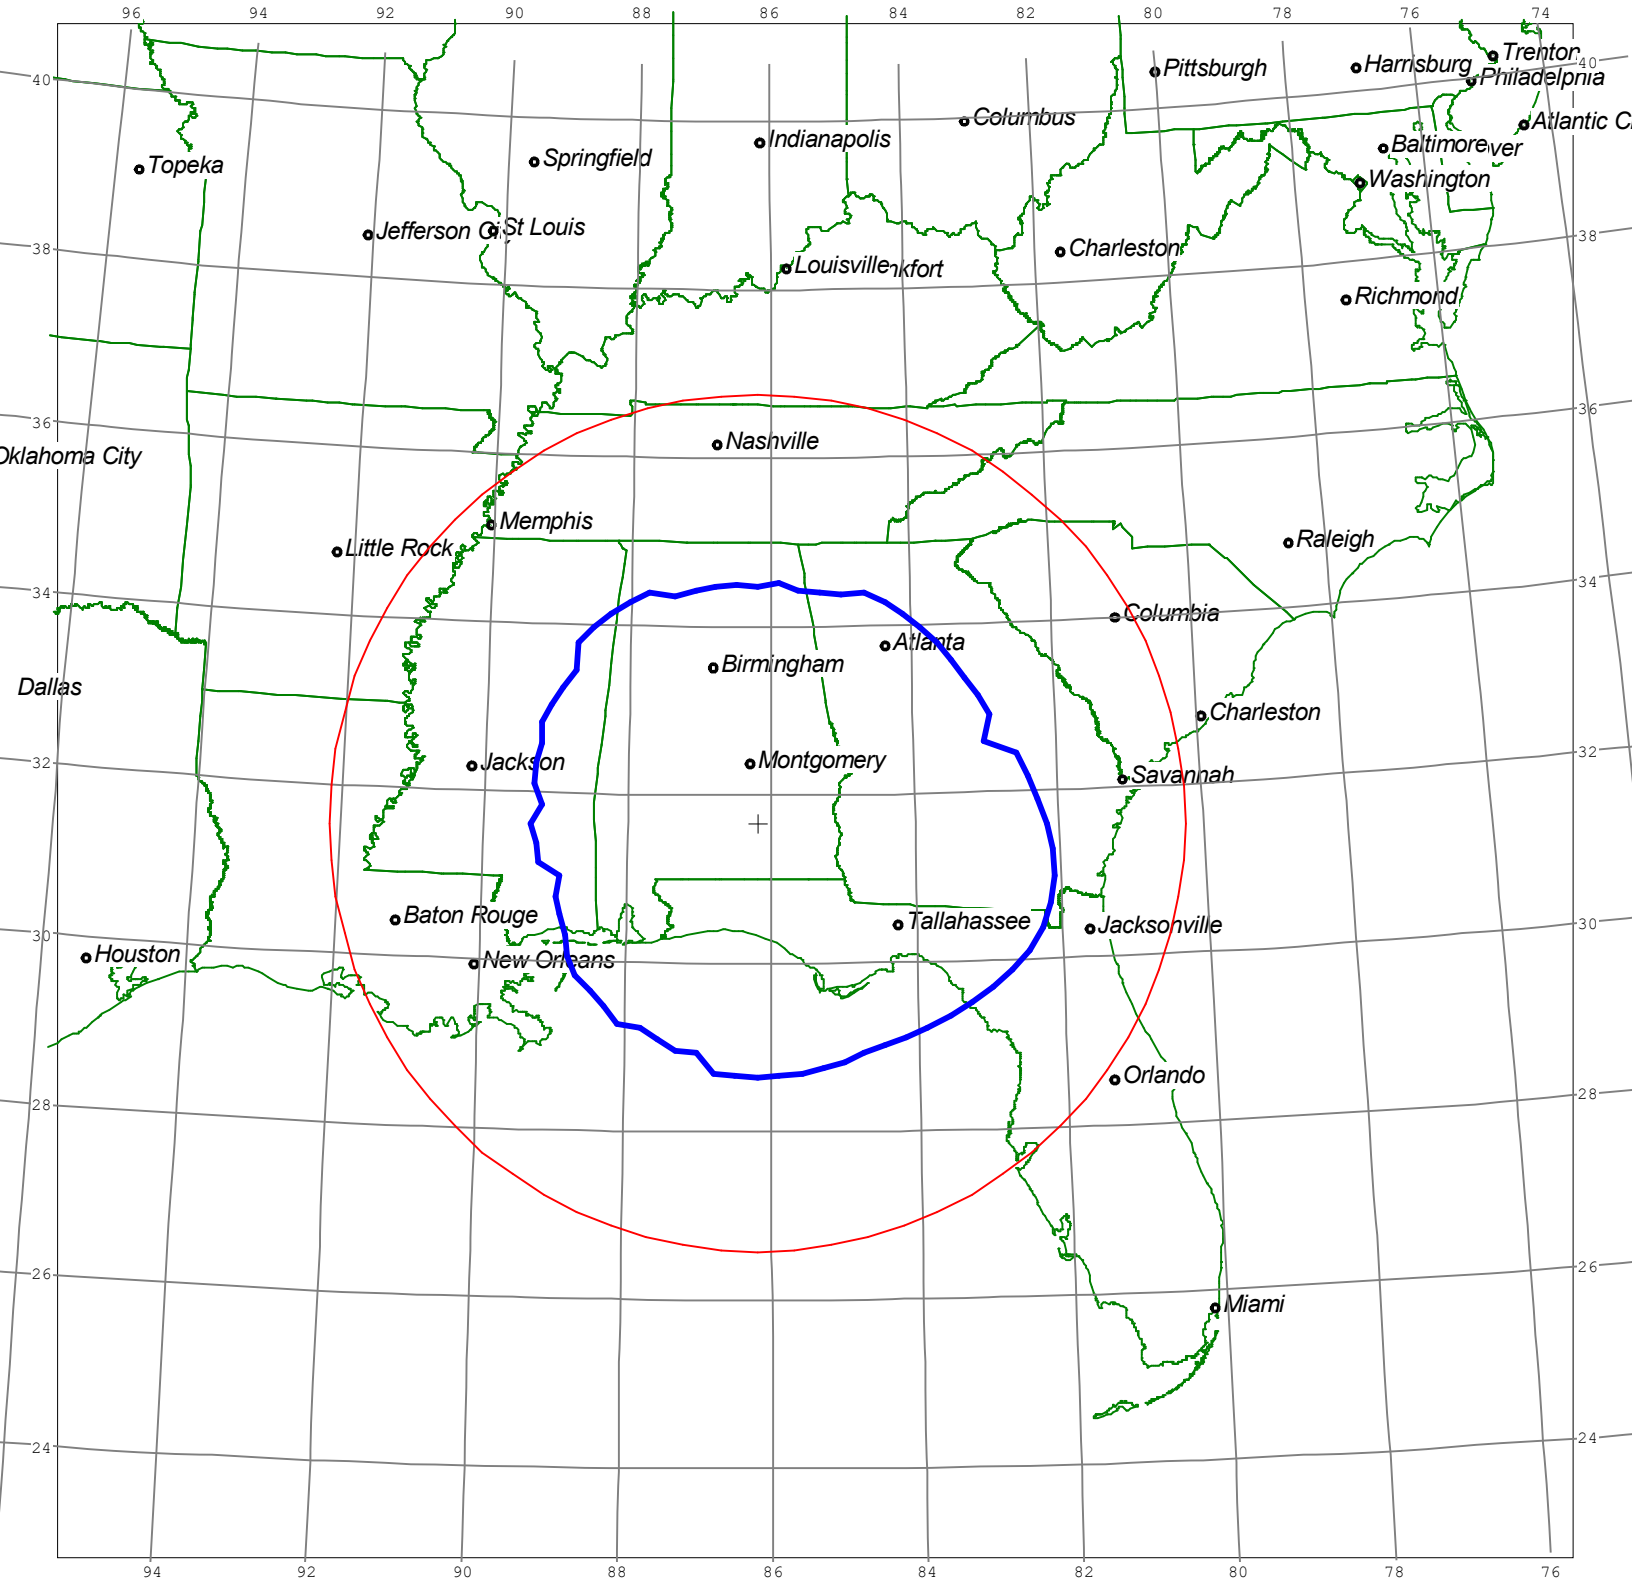 96 94 92 90 88 86 84 82 80 78 76 74
Trenton
40 Pittsburgh Harrisburg 40
Philadelphia
Columbus Atlantic C
Indianapolis Baltimore ver
Topeka Springfield
Washington
Jefferson Ci St Louis
38 Charleston 38
Louisville nkfort
Richmond
36 36
Nashville
Oklahoma City
Memphis
Little Rock Raleigh
34 34
Columbia
Atlanta
Birmingham
Dallas
Charleston
32 Jackson Montgomery 32
Savannah
Baton Rouge Tallahassee Jacksonville
30 30
Houston New Orleans
Orlando
28 28
26 26
Miami
24 24
94 92 90 88 86 84 82 80 78 76